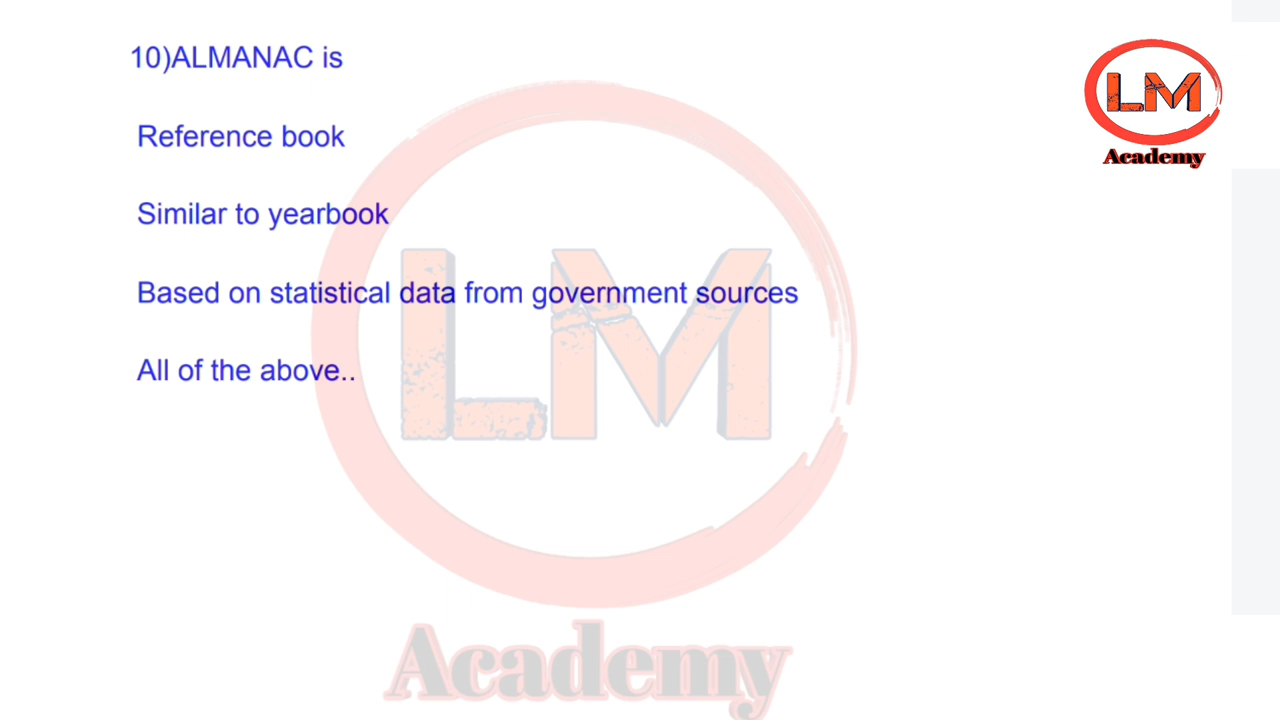 10)ALMANAC is
LM
Academy
Reference book
Similar to yearbook
Based on statistical data from government sources
All of the above..
LM
Academy